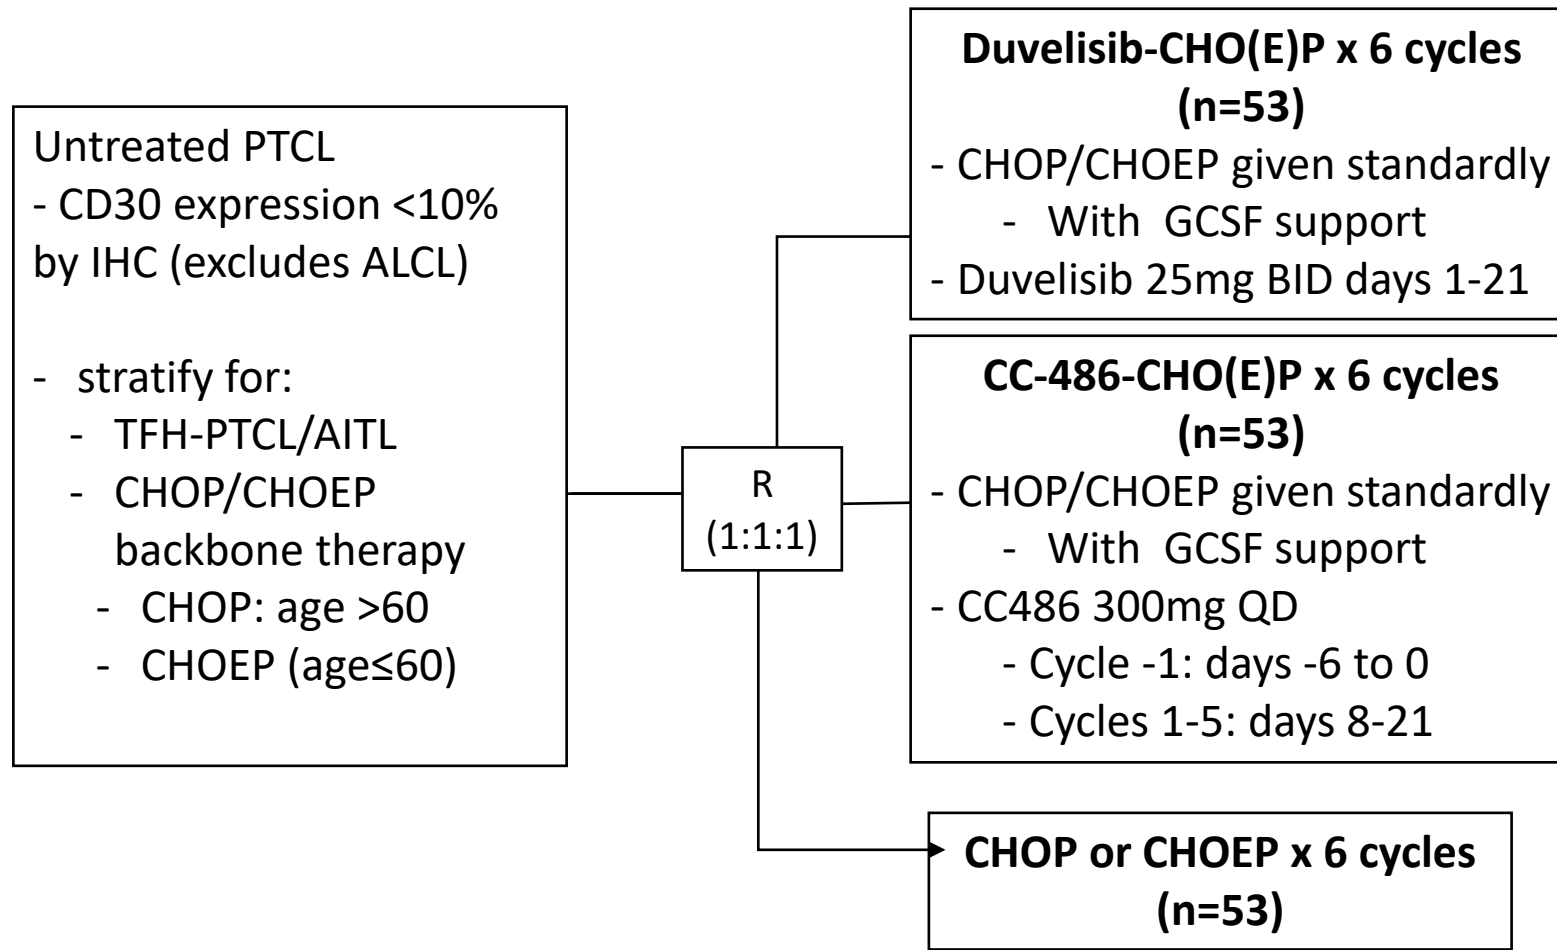 Untreated PTCL
- CD30 expression <10%
by IHC (excludes ALCL)
- stratify for:
- TFH-PTCL/AITL
- CHOP/CHOEP
backbone therapy
- CHOP: age >60
- CHOEP (age≤60)
R
(1:1:1)
Duvelisib-CHO(E)P x 6 cycles
(n=53)
- CHOP/CHOEP given standardly
- With GCSF support
- Duvelisib 25mg BID days 1-21
CC-486-CHO(E)P x 6 cycles
(n=53)
- CHOP/CHOEP given standardly
- With GCSF support
- CC486 300mg QD
- Cycle -1: days -6 to 0
- Cycles 1-5: days 8-21
CHOP or CHOEP x 6 cycles
(n=53)